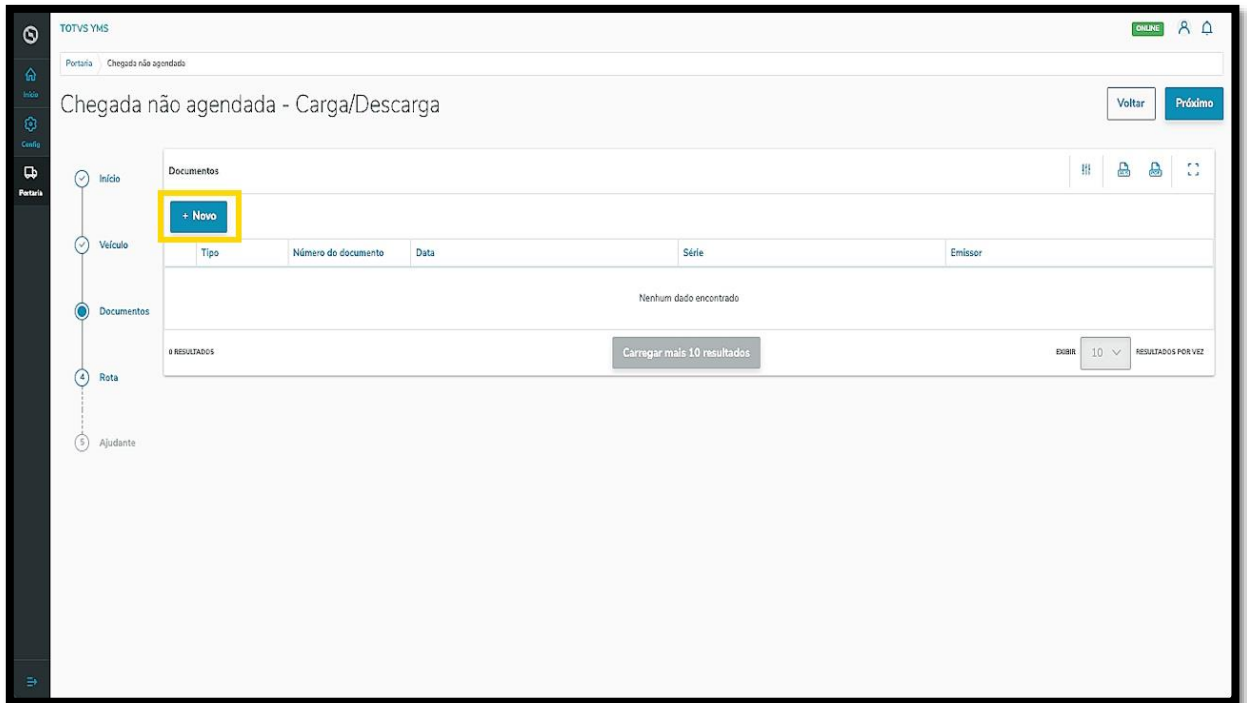 TOTVS YMS
ONLINE
Portaria
Chegada não agendada
Início
Config
Portaria
Chegada não agendada - Carga/Descarga
Voltar
Próximo
Início
Veículo
Documentos
4 Rota
5 Ajudante
Documentos
+ Novo
Tipo Número do documento Data Série Emissor
Nenhum dado encontrado
0 RESULTADOS
Carregar mais 10 resultados
EXIBIR 10 RESULTADOS POR VEZ